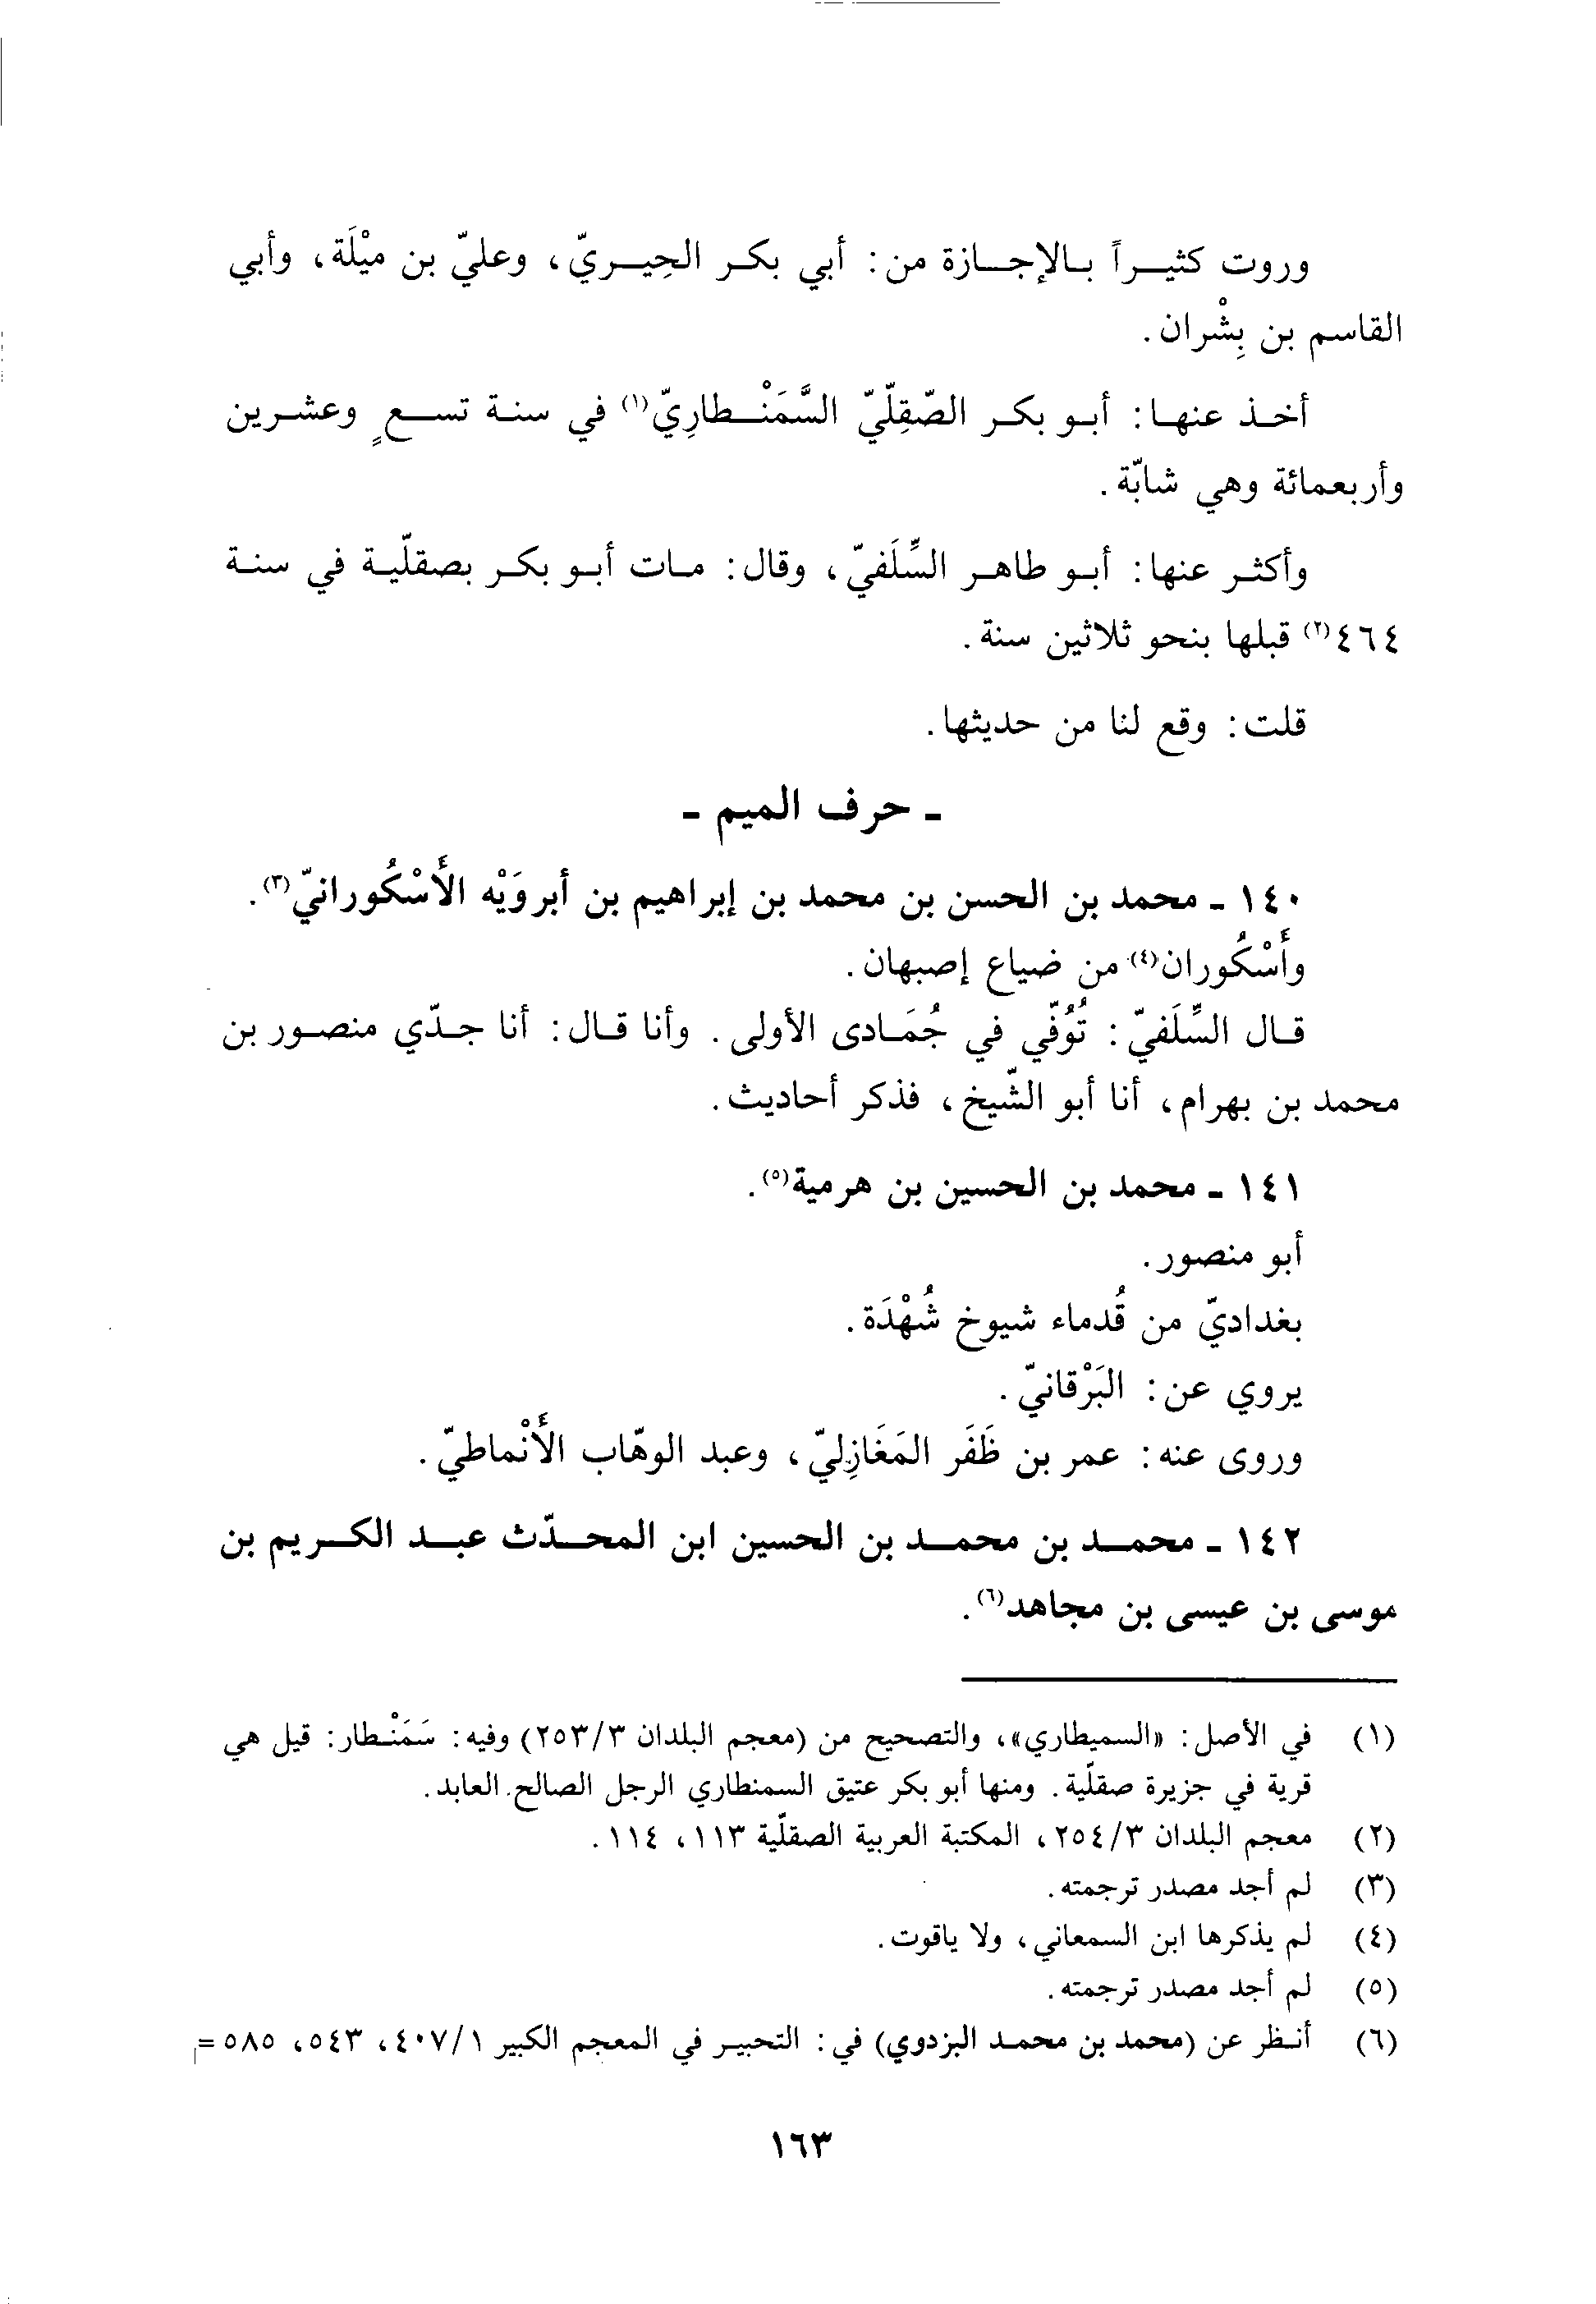 وروت كثيراً بالإجازة من: أبي بكر الحِيريّ، وعليّ بن ميْلَة، وأبي
القاسم بن بِشْران.
أخذ عنها: أبو بكر الصّقِلّيّ السَّمَنْطارِيّ(١) في سنة تسعٍ وعشرين
وأربعمائة وهي شابّة.
وأكثر عنها: أبو طاهر السِّلَفيّ، وقال: مات أبو بكر بصقلّية في سنة
٤٦٤(٢) قبلها بنحو ثلاثين سنة.
قلت: وقع لنا من حديثها.
ـ حرف الميم ـ
١٤٠ ـ محمد بن الحسن بن محمد بن إبراهيم بن أبروَيْه الأُسْكُورانيّ(٣).
وأُسْكُوران(٤) من ضياع إصبهان.
قال السِّلَفيّ: تُوُفّي في جُمَادى الأولى. وأنا قال: أنا جدّي منصور بن
محمد بن بهرام، أنا أبو الشّيخ، فذكر أحاديث.
١٤١ ـ محمد بن الحسين بن هرمية(٥).
أبو منصور.
بغداديّ من قُدماء شيوخ شُهْدَة.
يروي عن: البَرْقانيّ.
وروى عنه: عمر بن ظَفَر المَغَازِليّ، وعبد الوهّاب الأَنْماطيّ.
١٤٢ ـ محمد بن محمد بن الحسين ابن المحدّث عبد الكريم بن
موسى بن عيسى بن مجاهد(٦).
(١) في الأصل: «السميطاري»، والتصحيح من (معجم البلدان ٢٥٣/٣) وفيه: سَمَنْطار: قيل هي
قرية في جزيرة صقلّية. ومنها أبو بكر عتيق السمنطاري الرجل الصالح العابد.
(٢) معجم البلدان ٢٥٤/٣، المكتبة العربية الصقلّية ١١٣، ١١٤.
(٣) لم أجد مصدر ترجمته.
(٤) لم يذكرها ابن السمعاني، ولا ياقوت.
(٥) لم أجد مصدر ترجمته.
(٦) أنظر عن (محمد بن محمد البزدوي) في: التحبير في المعجم الكبير ٤٠٧/١، ٥٤٣، ٥٨٥ =
١٦٣